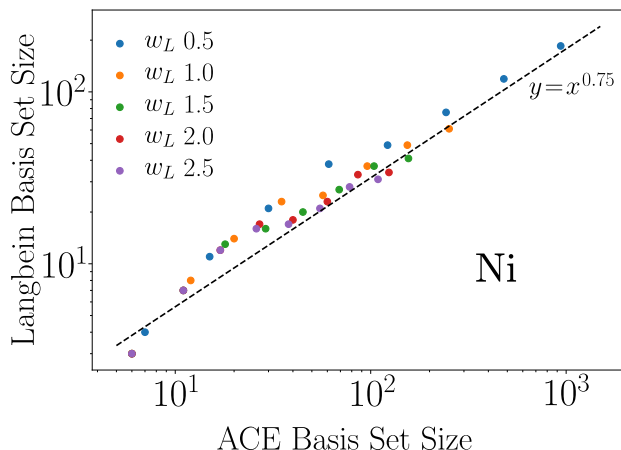 w_L 0.5
w_L 1.0
w_L 1.5
w_L 2.0
w_L 2.5
y=x^0.75
Ni
Langbein Basis Set Size
10^2
10^1
10^1 10^2 10^3
ACE Basis Set Size